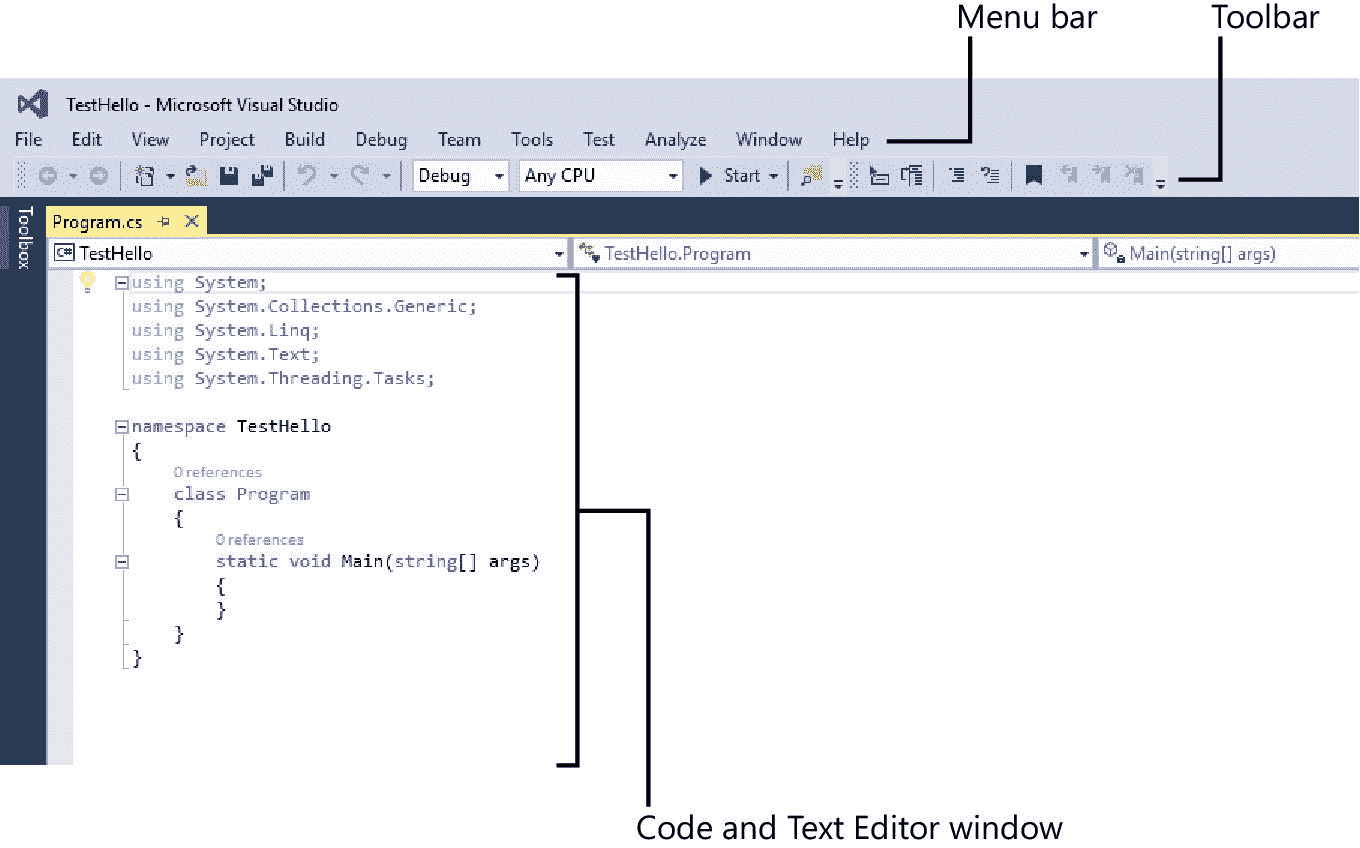 Menu bar Toolbar
TestHello - Microsoft Visual Studio
File Edit View Project Build Debug Team Tools Test Analyze Window Help
Debug Any CPU Start
Toolbox
Program.cs
C# TestHello TestHello.Program Main(string[] args)
using System;
using System.Collections.Generic;
using System.Linq;
using System.Text;
using System.Threading.Tasks;
namespace TestHello
{
0 references
class Program
{
0 references
static void Main(string[] args)
{
}
}
}
Code and Text Editor window